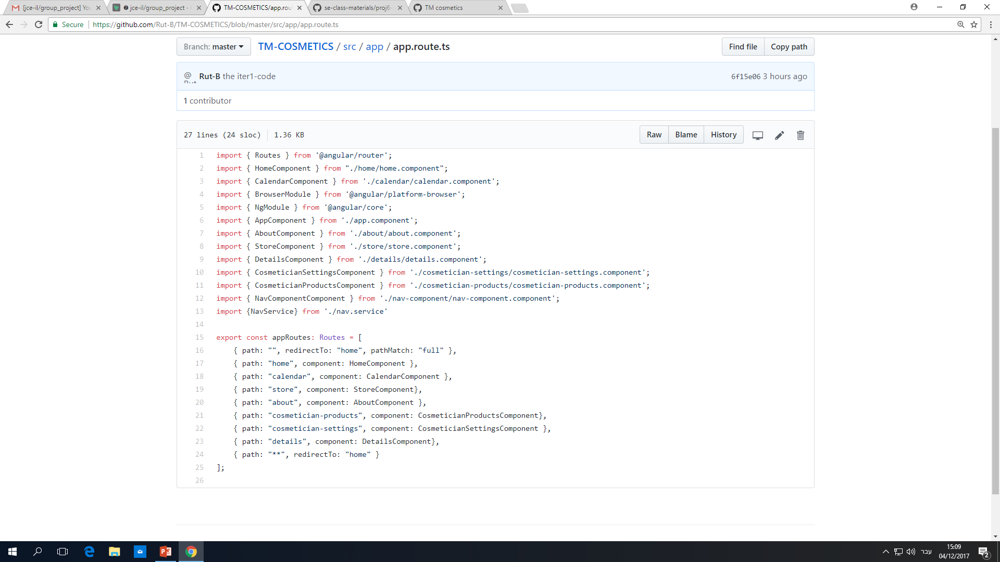 [jce-il/group_project] You
jce-il/group_project -
TM-COSMETICS/app.rou
se-class-materials/proj6-
TM cosmetics
Secure https://github.com/Rut-B/TM-COSMETICS/blob/master/src/app/app.route.ts
Branch: master TM-COSMETICS / src / app / app.route.ts Find file Copy path
@ Rut-B the iter1-code 6f15e06 3 hours ago
1 contributor
27 lines (24 sloc) 1.36 KB Raw Blame History
1 import { Routes } from '@angular/router';
2 import { HomeComponent } from "./home/home.component";
3 import { CalendarComponent } from './calendar/calendar.component';
4 import { BrowserModule } from '@angular/platform-browser';
5 import { NgModule } from '@angular/core';
6 import { AppComponent } from './app.component';
7 import { AboutComponent } from './about/about.component';
8 import { StoreComponent } from './store/store.component';
9 import { DetailsComponent } from './details/details.component';
10 import { CosmeticianSettingsComponent } from './cosmetician-settings/cosmetician-settings.component';
11 import { CosmeticianProductsComponent } from './cosmetician-products/cosmetician-products.component';
12 import { NavComponentComponent } from './nav-component/nav-component.component';
13 import {NavService} from './nav.service'
14
15 export const appRoutes: Routes = [
16 { path: "", redirectTo: "home", pathMatch: "full" },
17 { path: "home", component: HomeComponent },
18 { path: "calendar", component: CalendarComponent },
19 { path: "store", component: StoreComponent},
20 { path: "about", component: AboutComponent },
21 { path: "cosmetician-products", component: CosmeticianProductsComponent},
22 { path: "cosmetician-settings", component: CosmeticianSettingsComponent },
23 { path: "details", component: DetailsComponent},
24 { path: "**", redirectTo: "home" }
25 ];
26
עבר
15:09
04/12/2017
2